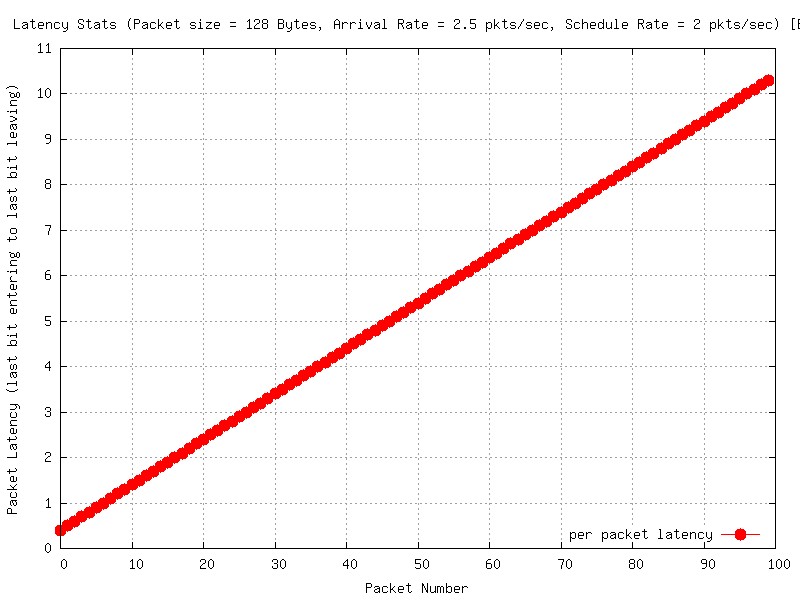 Latency Stats (Packet size = 128 Bytes, Arrival Rate = 2.5 pkts/sec, Schedule Rate = 2 pkts/sec) [
Packet Latency (last bit entering to last bit leaving)
11
10
9
8
7
6
5
4
3
2
1
0
per packet latency
0 10 20 30 40 50 60 70 80 90 100
Packet Number